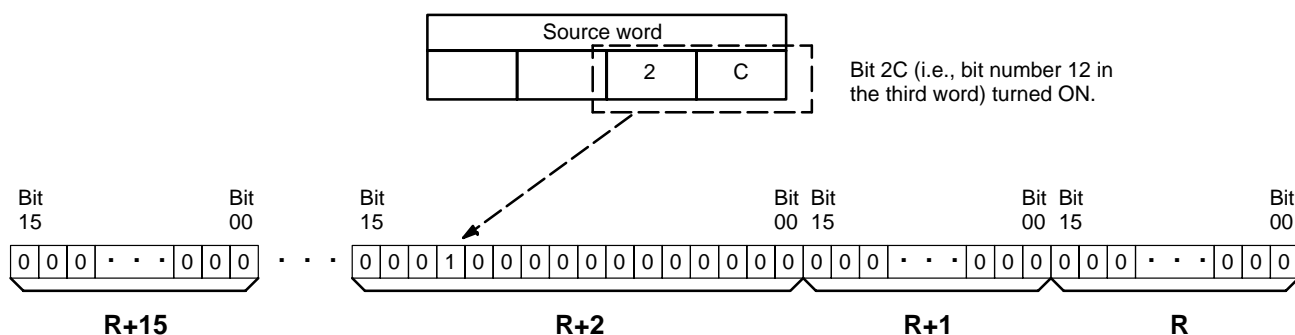 Source word
2 C
Bit 2C (i.e., bit number 12 in
the third word) turned ON.
Bit Bit Bit Bit Bit Bit Bit Bit
15 00 15 00 15 00 15 00
0 0 0 · · · 0 0 0 · · · 0 0 0 1 0 0 0 0 0 0 0 0 0 0 0 0 0 0 0 · · · 0 0 0 0 0 0 · · · 0 0 0
R+15 R+2 R+1 R